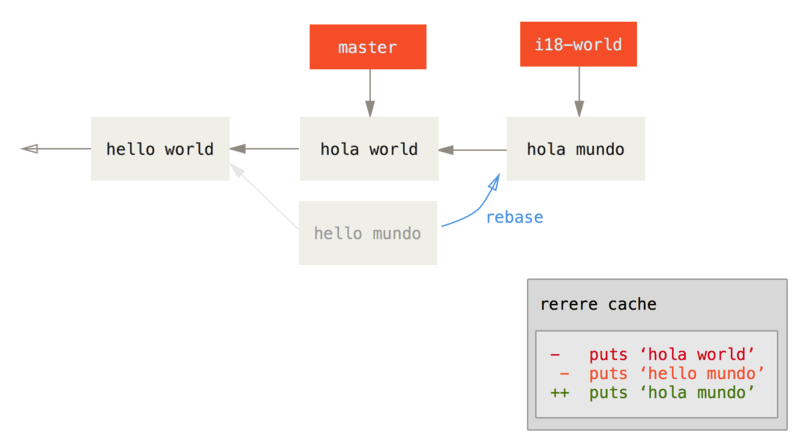 master
i18-world
hello world
hola world
hola mundo
hello mundo
rebase
rerere cache
-   puts ‘hola world’
 -  puts ‘hello mundo’
++  puts ‘hola mundo’